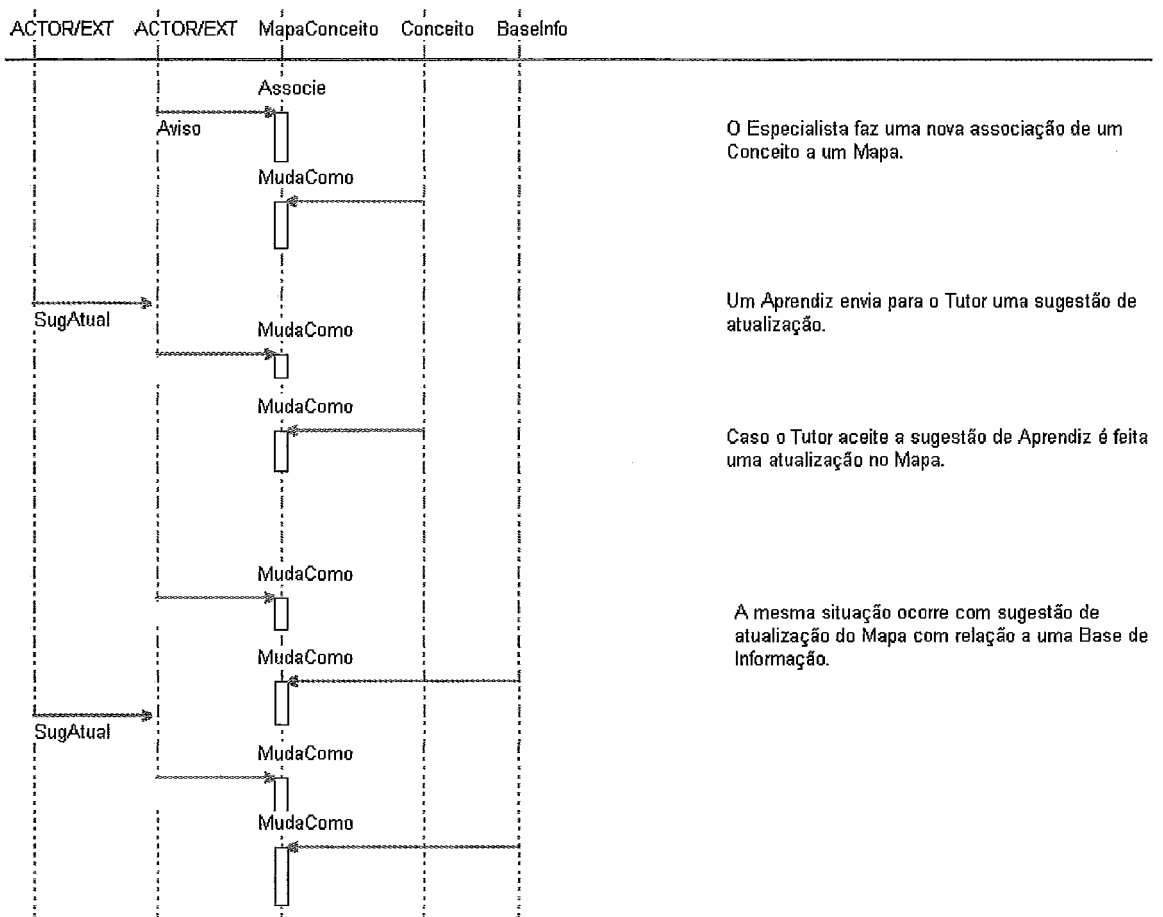 ACTOR/EXT ACTOR/EXT MapaConceito Conceito BaseInfo
Associe
Aviso
O Especialista faz uma nova associação de um
Conceito a um Mapa.
MudaComo
Um Aprendiz envia para o Tutor uma sugestão de
atualização.
SugAtual
MudaComo
MudaComo
Caso o Tutor aceite a sugestão de Aprendiz é feita
uma atualização no Mapa.
MudaComo
A mesma situação ocorre com sugestão de
atualização do Mapa com relação a uma Base de
Informação.
MudaComo
SugAtual
MudaComo
MudaComo